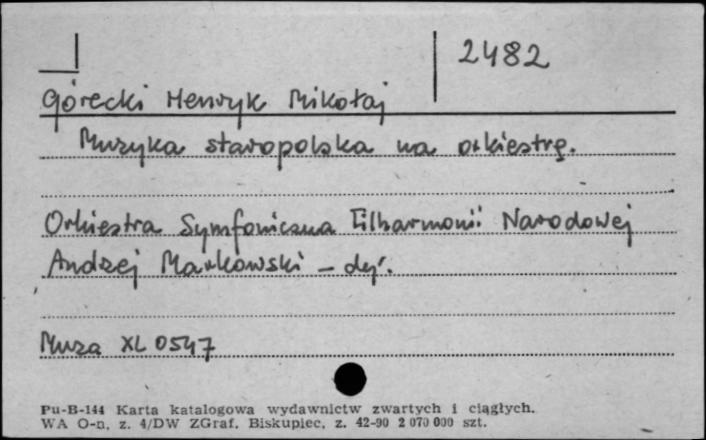 2482
Górecki Henryk Mikołaj
Muzyka staropolska na orkiestrę.
Orkiestra Symfoniczna Filharmonii Narodowej
Andrzej Markowski – dyr.
Muza XL 0547
Pu-B-144 Karta katalogowa wydawnictw zwartych i ciągłych.
WA O-n, z. 4/DW ZGraf. Biskupiec, z. 42-90 2 070 000 szt.